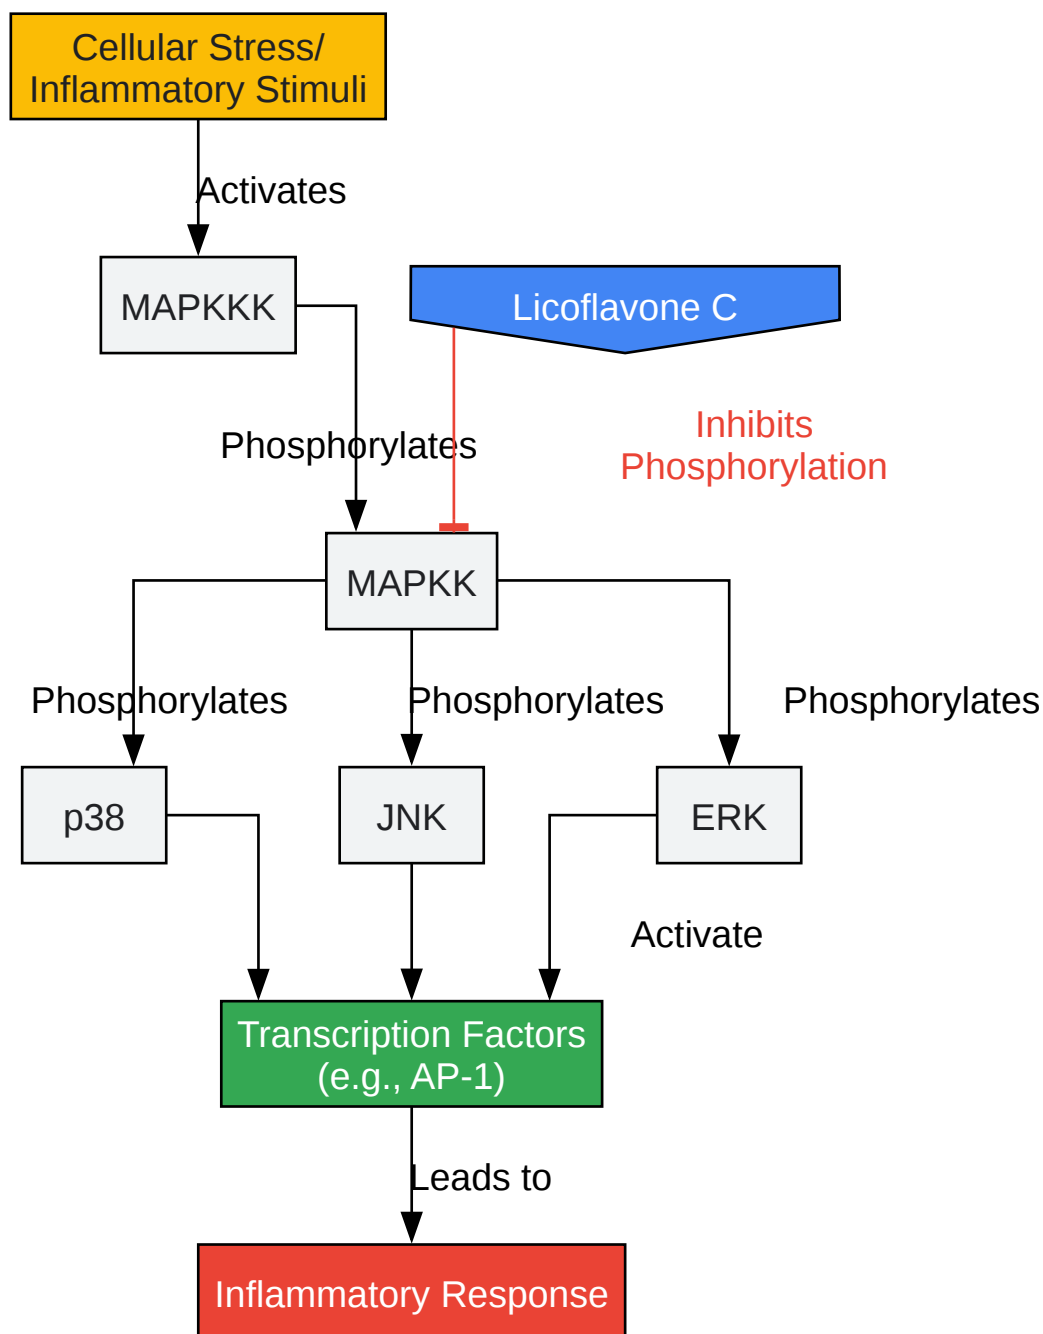 Cellular Stress/
Inflammatory Stimuli
Activates
MAPKKK
Licoflavone C
Phosphorylates
Inhibits
Phosphorylation
MAPKK
Phosphorylates
Phosphorylates
Phosphorylates
p38
JNK
ERK
Activate
Transcription Factors
(e.g., AP-1)
Leads to
Inflammatory Response